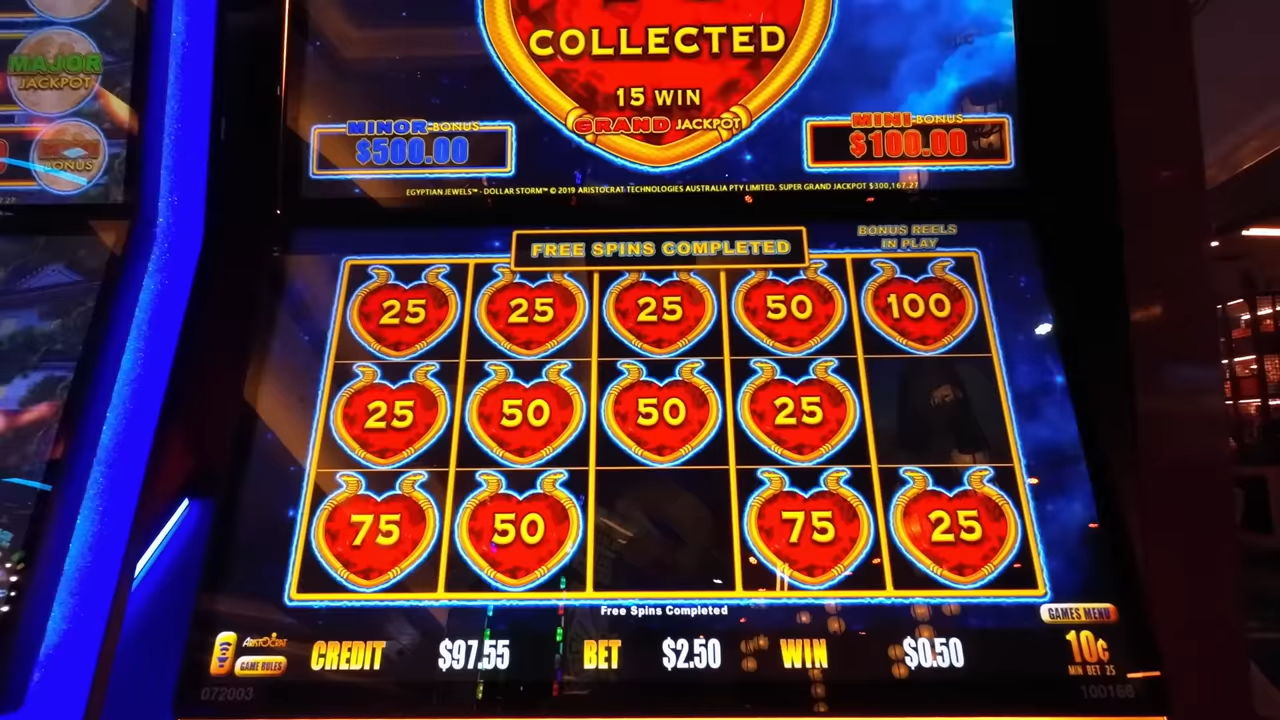 COLLECTED
15 WIN
GRAND JACKPOT
MAJOR
JACKPOT
BONUS
MINOR BONUS
$500.00
MINI BONUS
$100.00
EGYPTIAN JEWELS™ - DOLLAR STORM™ © 2019 ARISTOCRAT TECHNOLOGIES AUSTRALIA PTY LIMITED. SUPER GRAND JACKPOT $300,167.27
FREE SPINS COMPLETED
BONUS REELS
IN PLAY
25 25 25 50 100
25 50 50 25
75 50 75 25
Free Spins Completed
GAMES MENU
ARISTOCRAT
GAME RULES
CREDIT $97.55 BET $2.50 WIN $0.50
10¢
MIN BET 25
072003
100168